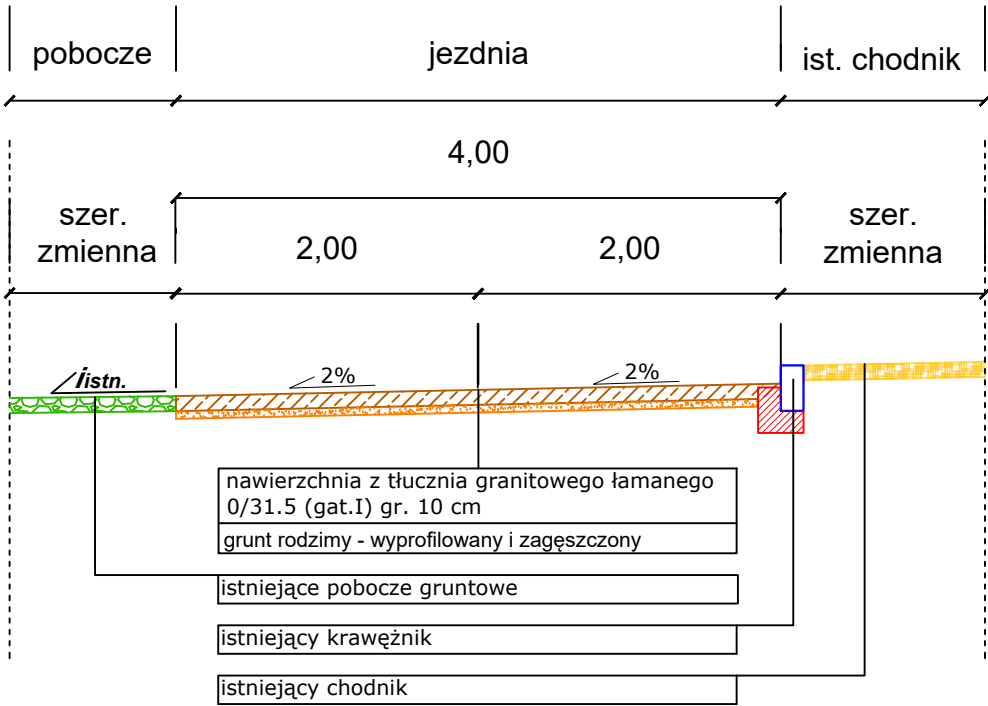 pobocze
jezdnia
ist. chodnik
4,00
szer.
zmienna
2,00
2,00
szer.
zmienna
iistn.
2%
2%
nawierzchnia z tłucznia granitowego łamanego
0/31.5 (gat.I) gr. 10 cm
grunt rodzimy - wyprofilowany i zagęszczony
istniejące pobocze gruntowe
istniejący krawężnik
istniejący chodnik